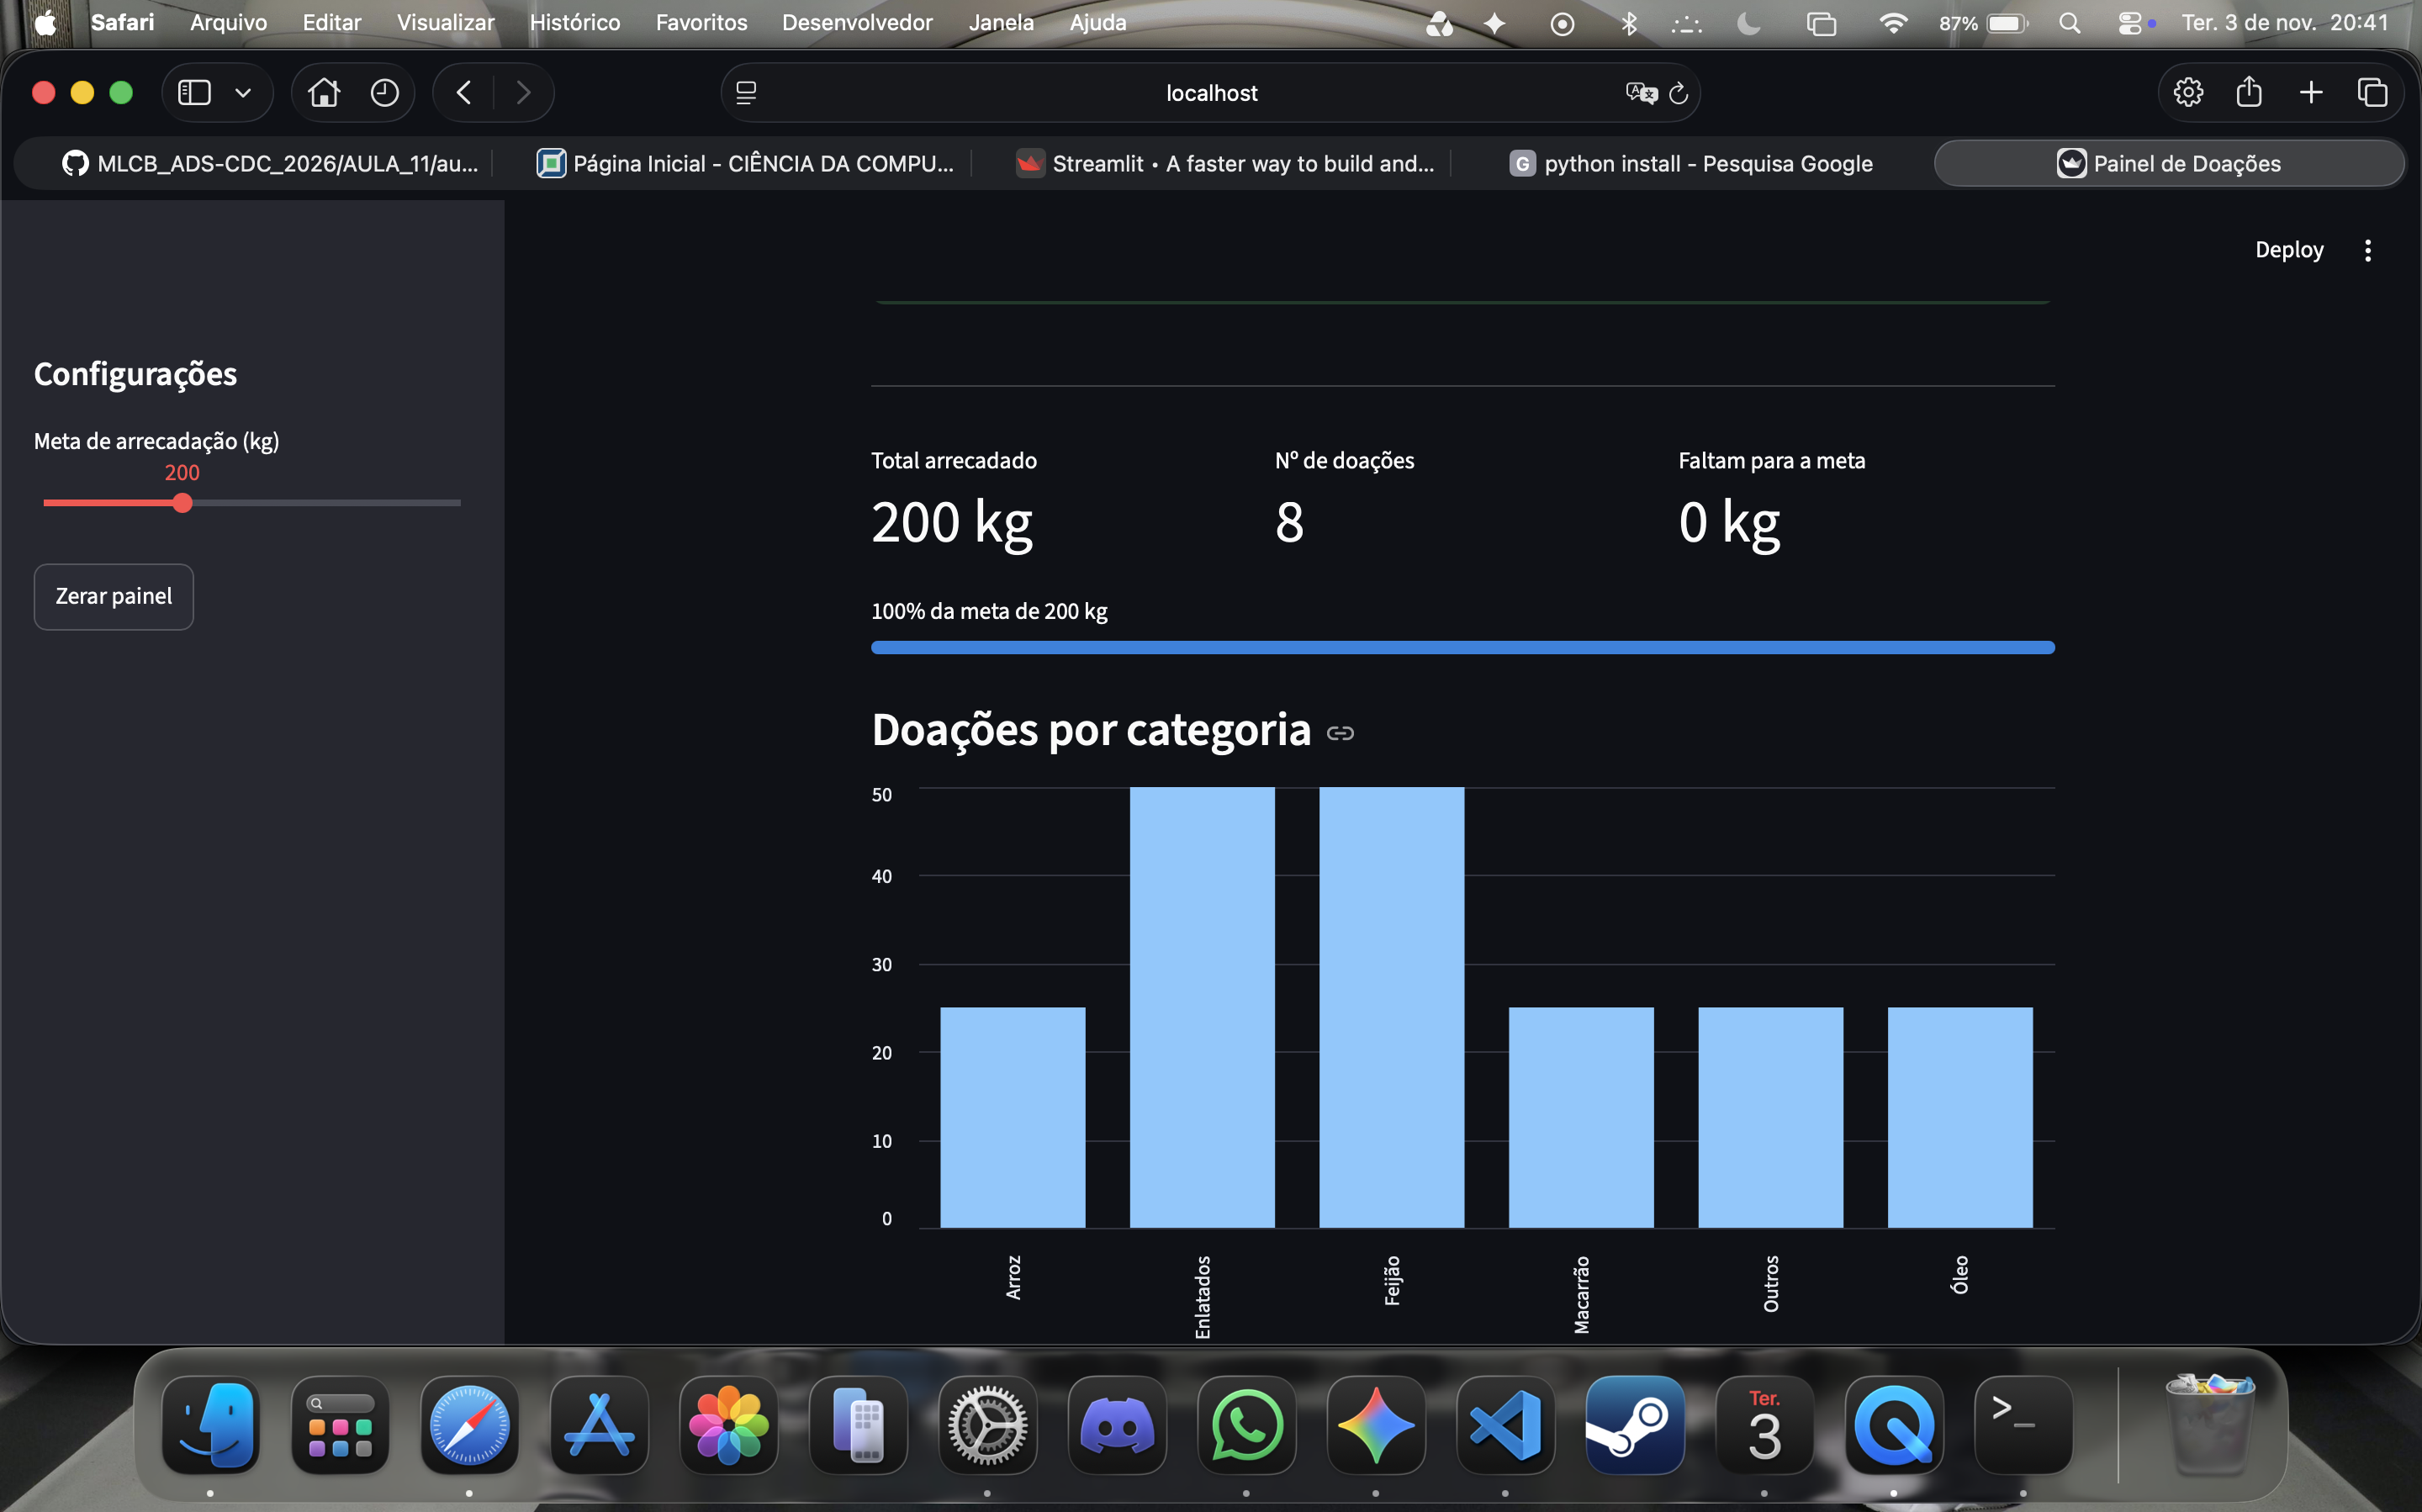 Safari Arquivo Editar Visualizar Histórico Favoritos Desenvolvedor Janela Ajuda 87% Ter. 3 de nov. 20:41
localhost
MLCB_ADS-CDC_2026/AULA_11/au... Página Inicial - CIÊNCIA DA COMPU... Streamlit • A faster way to build and... G python install - Pesquisa Google Painel de Doações
Deploy
Configurações
Meta de arrecadação (kg)
200
Zerar painel
Total arrecadado Nº de doações Faltam para a meta
200 kg 8 0 kg
100% da meta de 200 kg
Doações por categoria
50
40
30
20
10
0
Arroz Enlatados Feijão Macarrão Outros Óleo
Ter.
3
>_